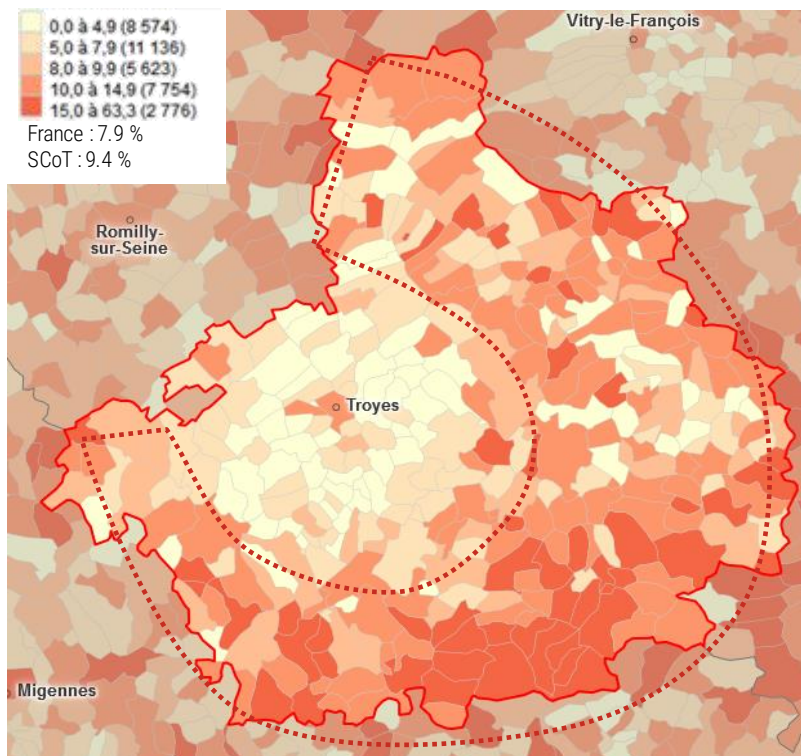 0,0 à 4,9 (8 574)
5,0 à 7,9 (11 136)
8,0 à 9,9 (5 623)
10,0 à 14,9 (7 754)
15,0 à 63,3 (2 776)
France : 7.9 %
SCoT : 9.4 %
Vitry-le-François
Romilly-
sur-Seine
Troyes
Migennes